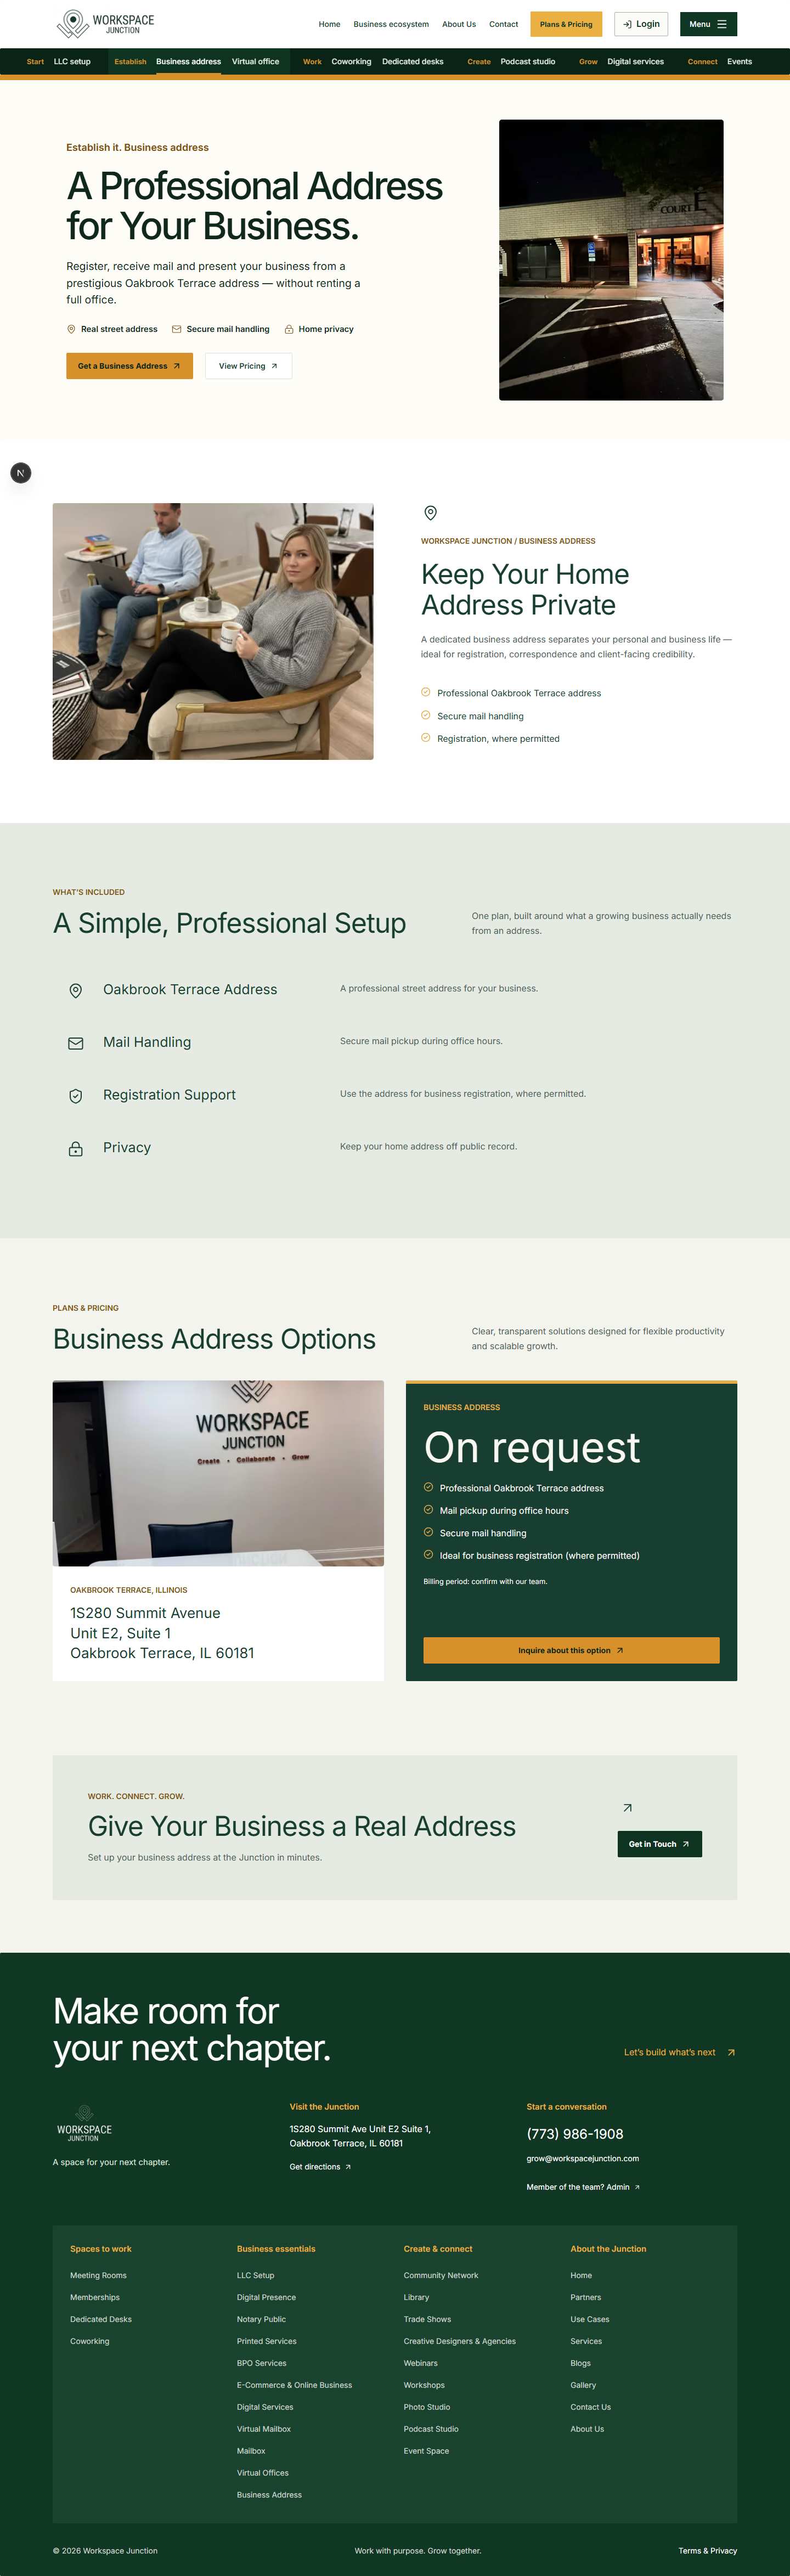 WORKSPACE
JUNCTION
Home Business ecosystem About Us Contact Plans & Pricing Login Menu
Start LLC setup Establish Business address Virtual office Work Coworking Dedicated desks Create Podcast studio Grow Digital services Connect Events
Establish it. Business address
A Professional Address
for Your Business.
Register, receive mail and present your business from a
prestigious Oakbrook Terrace address — without renting a
full office.
Real street address Secure mail handling Home privacy
Get a Business Address View Pricing
COURT E
N
WORKSPACE JUNCTION / BUSINESS ADDRESS
Keep Your Home
Address Private
A dedicated business address separates your personal and business life —
ideal for registration, correspondence and client-facing credibility.
Professional Oakbrook Terrace address
Secure mail handling
Registration, where permitted
WHAT'S INCLUDED
A Simple, Professional Setup
One plan, built around what a growing business actually needs
from an address.
Oakbrook Terrace Address
A professional street address for your business.
Mail Handling
Secure mail pickup during office hours.
Registration Support
Use the address for business registration, where permitted.
Privacy
Keep your home address off public record.
PLANS & PRICING
Business Address Options
Clear, transparent solutions designed for flexible productivity
and scalable growth.
WORKSPACE
JUNCTION
Create • Collaborate • Grow
OAKBROOK TERRACE, ILLINOIS
1S280 Summit Avenue
Unit E2, Suite 1
Oakbrook Terrace, IL 60181
BUSINESS ADDRESS
On request
Professional Oakbrook Terrace address
Mail pickup during office hours
Secure mail handling
Ideal for business registration (where permitted)
Billing period: confirm with our team.
Inquire about this option
WORK. CONNECT. GROW.
Give Your Business a Real Address
Set up your business address at the Junction in minutes.
Get in Touch
Make room for
your next chapter.
Let's build what's next
WORKSPACE
JUNCTION
A space for your next chapter.
Visit the Junction
1S280 Summit Ave Unit E2 Suite 1,
Oakbrook Terrace, IL 60181
Get directions
Start a conversation
(773) 986-1908
grow@workspacejunction.com
Member of the team? Admin
Spaces to work
Meeting Rooms
Memberships
Dedicated Desks
Coworking
Business essentials
LLC Setup
Digital Presence
Notary Public
Printed Services
BPO Services
E-Commerce & Online Business
Digital Services
Virtual Mailbox
Mailbox
Virtual Offices
Business Address
Create & connect
Community Network
Library
Trade Shows
Creative Designers & Agencies
Webinars
Workshops
Photo Studio
Podcast Studio
Event Space
About the Junction
Home
Partners
Use Cases
Services
Blogs
Gallery
Contact Us
About Us
© 2026 Workspace Junction
Work with purpose. Grow together.
Terms & Privacy